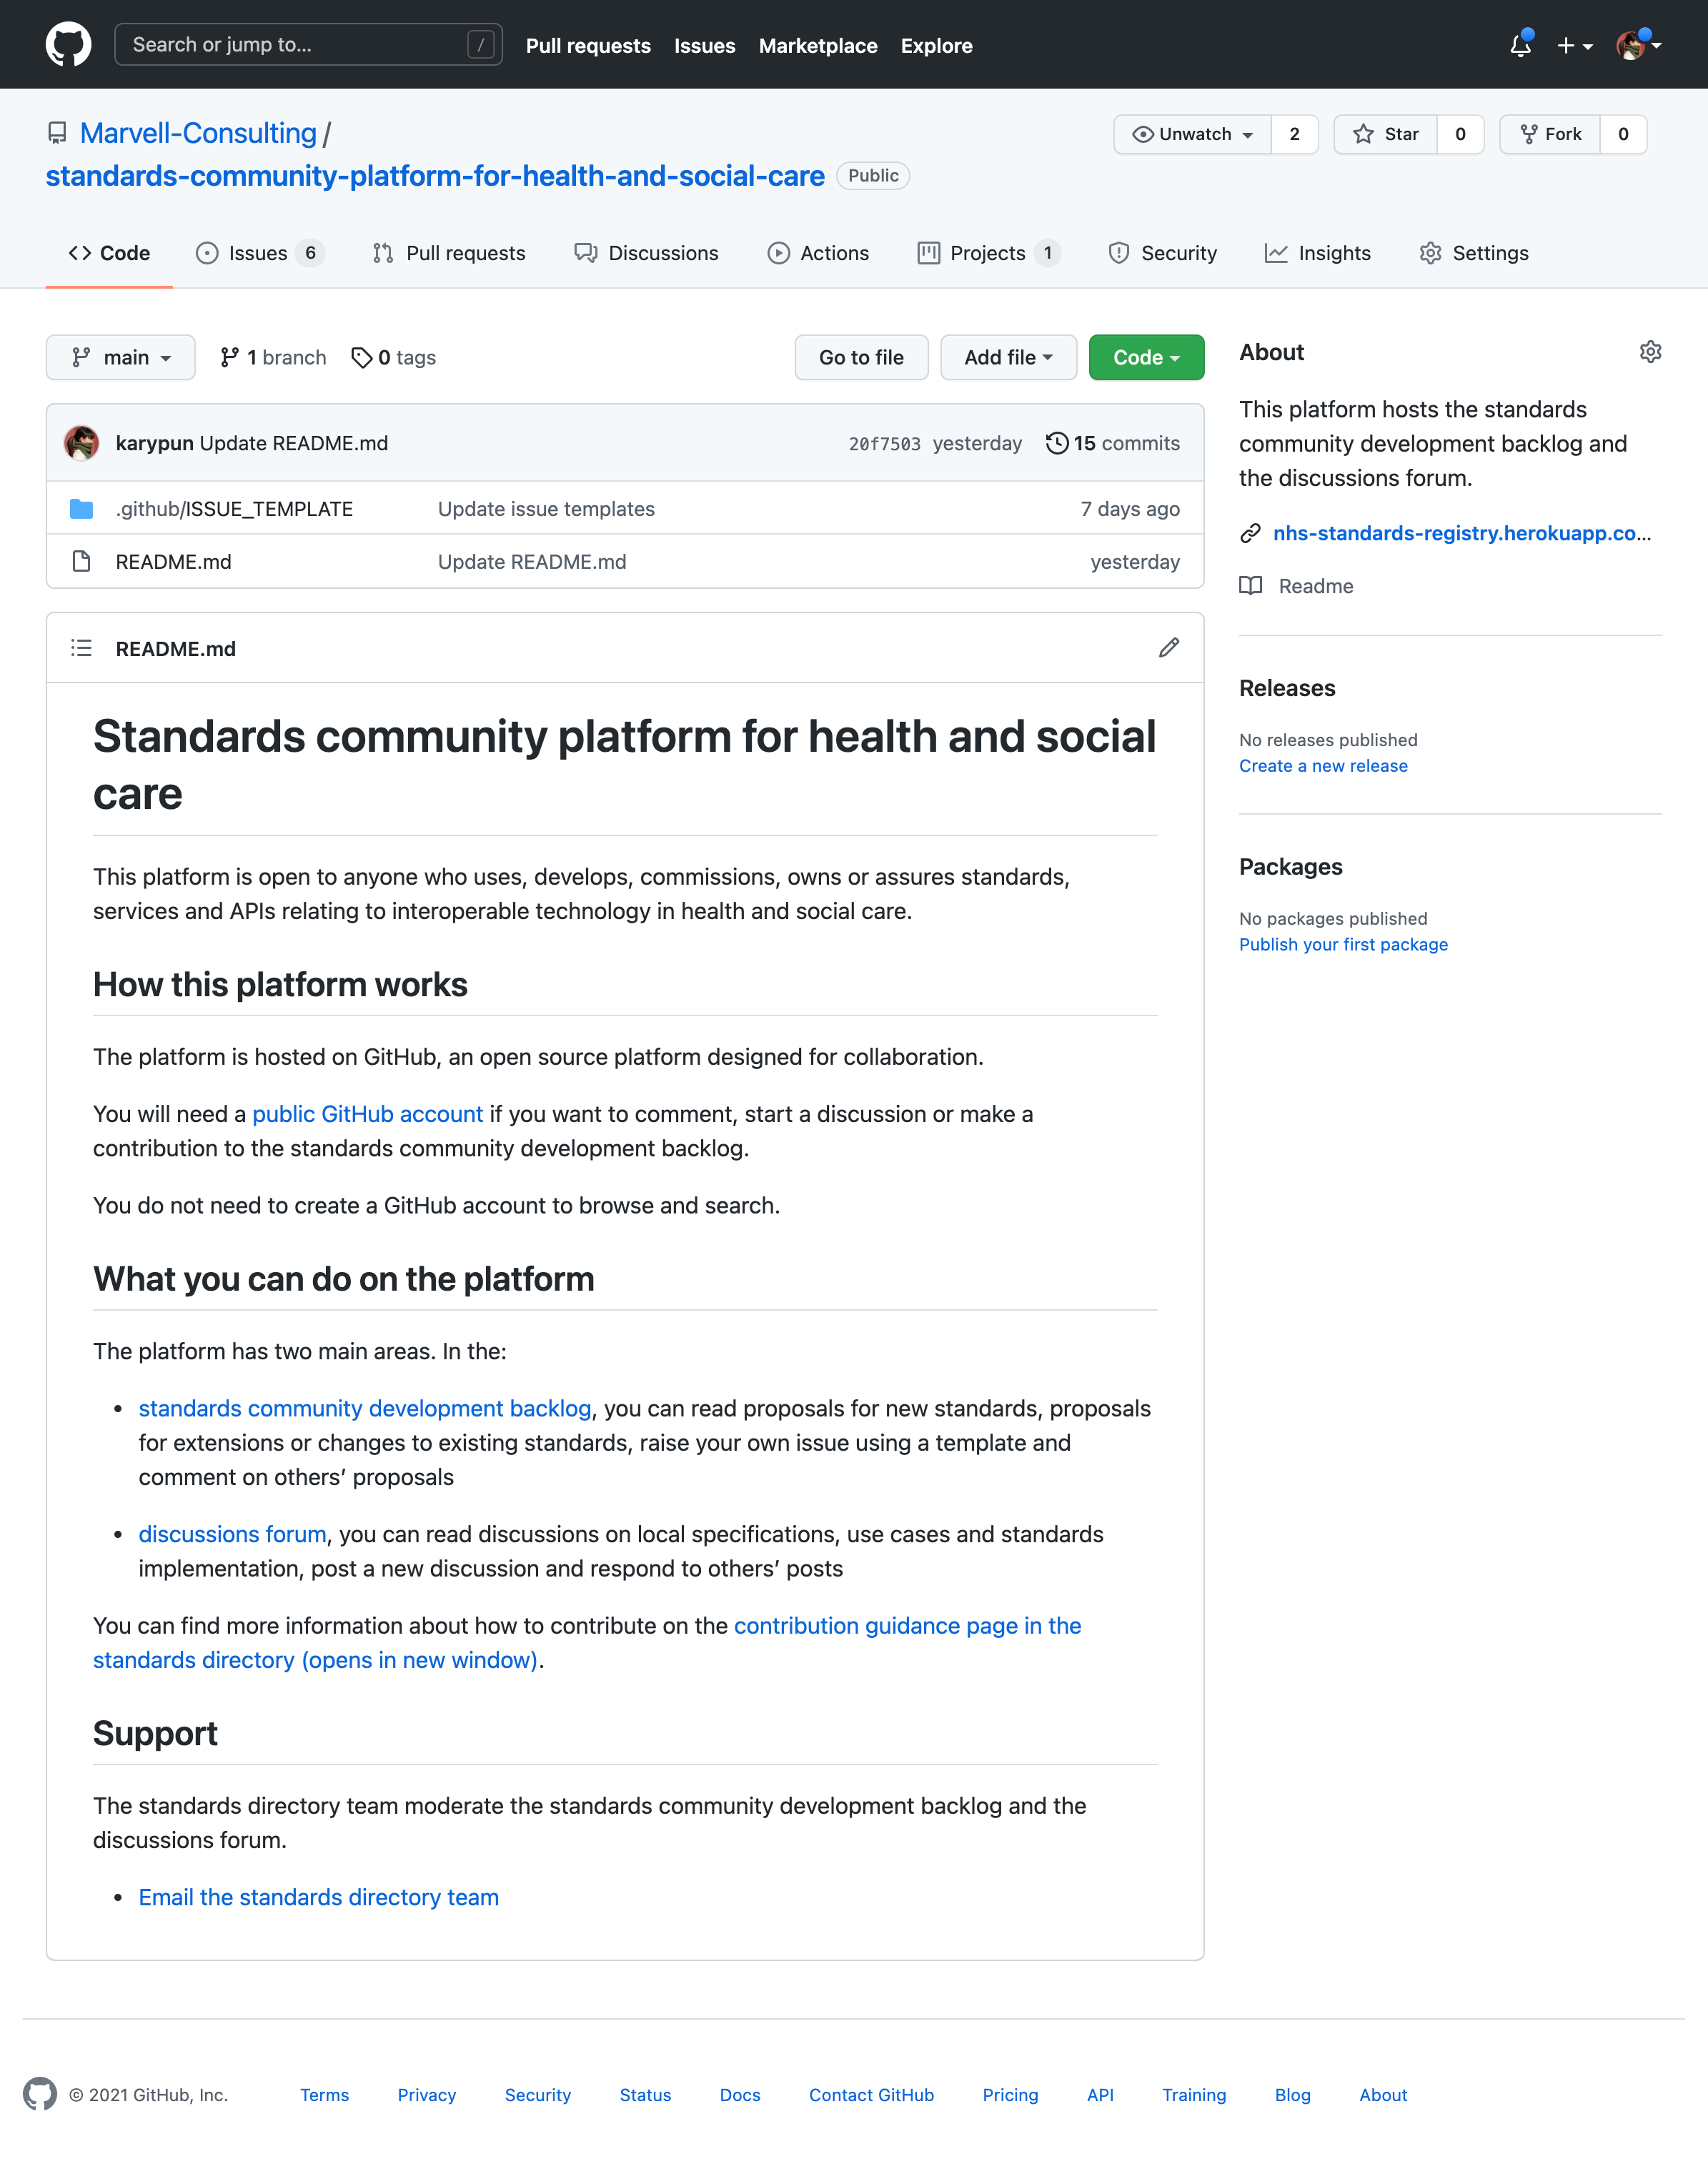 Search or jump to... /
Pull requests Issues Marketplace Explore
Marvell-Consulting /
standards-community-platform-for-health-and-social-care Public
Unwatch 2 Star 0 Fork 0
Code Issues 6 Pull requests Discussions Actions Projects 1 Security Insights Settings
main 1 branch 0 tags Go to file Add file Code
karypun Update README.md 20f7503 yesterday 15 commits
.github/ISSUE_TEMPLATE Update issue templates 7 days ago
README.md Update README.md yesterday
README.md
Standards community platform for health and social
care
This platform is open to anyone who uses, develops, commissions, owns or assures standards,
services and APIs relating to interoperable technology in health and social care.
How this platform works
The platform is hosted on GitHub, an open source platform designed for collaboration.
You will need a public GitHub account if you want to comment, start a discussion or make a
contribution to the standards community development backlog.
You do not need to create a GitHub account to browse and search.
What you can do on the platform
The platform has two main areas. In the:
• standards community development backlog, you can read proposals for new standards, proposals
for extensions or changes to existing standards, raise your own issue using a template and
comment on others’ proposals
• discussions forum, you can read discussions on local specifications, use cases and standards
implementation, post a new discussion and respond to others’ posts
You can find more information about how to contribute on the contribution guidance page in the
standards directory (opens in new window).
Support
The standards directory team moderate the standards community development backlog and the
discussions forum.
• Email the standards directory team
About
This platform hosts the standards
community development backlog and
the discussions forum.
nhs-standards-registry.herokuapp.co...
Readme
Releases
No releases published
Create a new release
Packages
No packages published
Publish your first package
© 2021 GitHub, Inc. Terms Privacy Security Status Docs Contact GitHub Pricing API Training Blog About